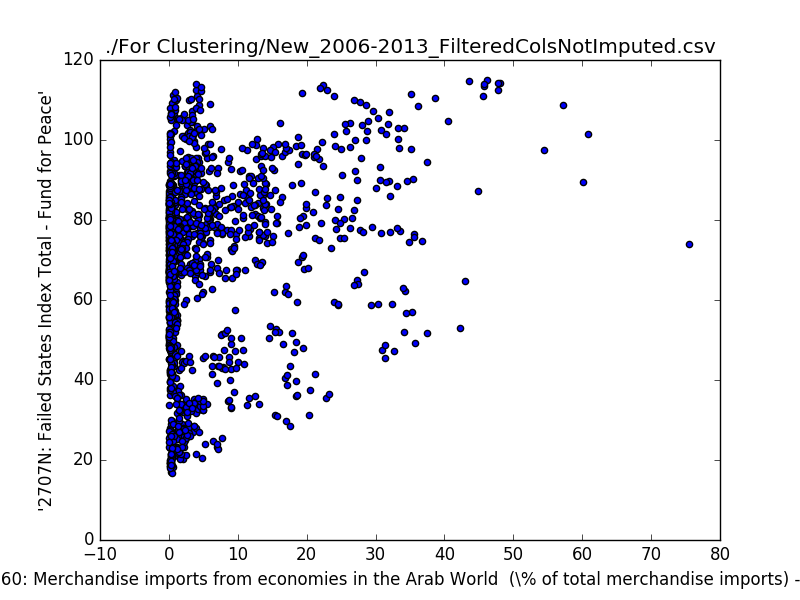 ./For Clustering/New_2006-2013_FilteredColsNotImputed.csv
'2707N: Failed States Index Total - Fund for Peace'
120
100
80
60
40
20
0
−10 0 10 20 30 40 50 60 70 80
60: Merchandise imports from economies in the Arab World (\% of total merchandise imports) -